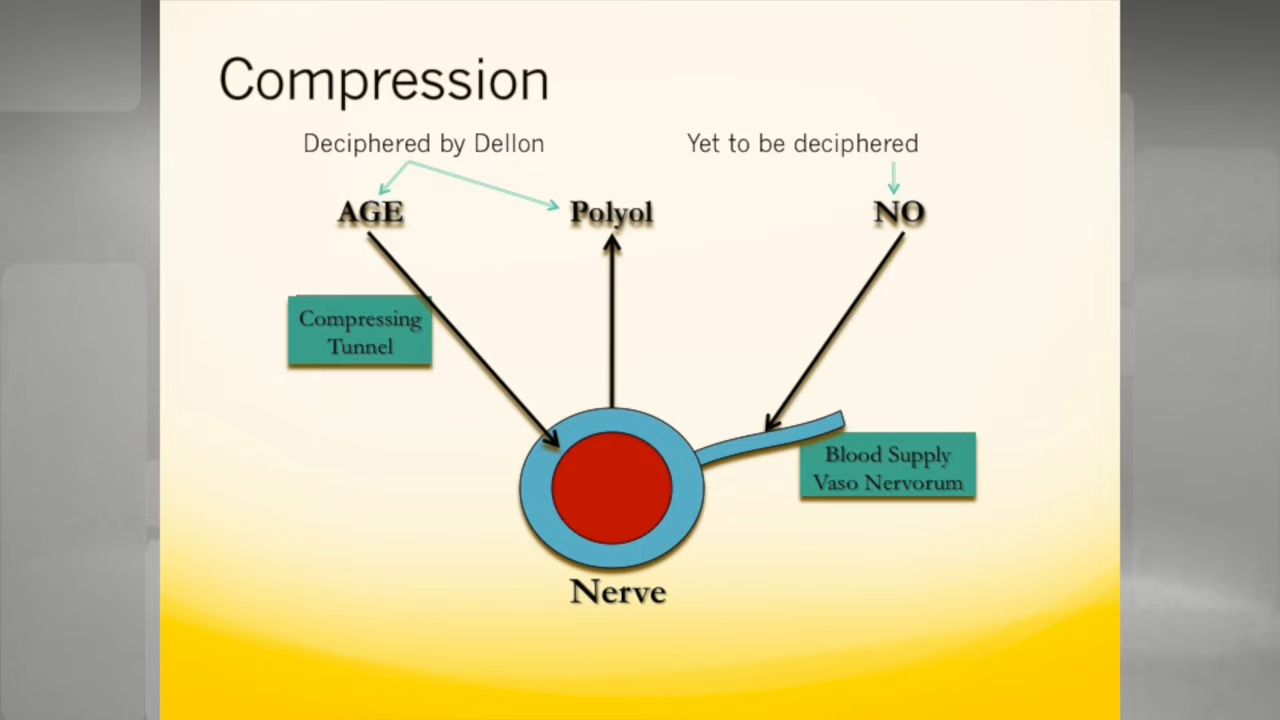 Compression
Deciphered by Dellon
Yet to be deciphered
AGE
Polyol
NO
Compressing
Tunnel
Blood Supply
Vaso Nervorum
Nerve